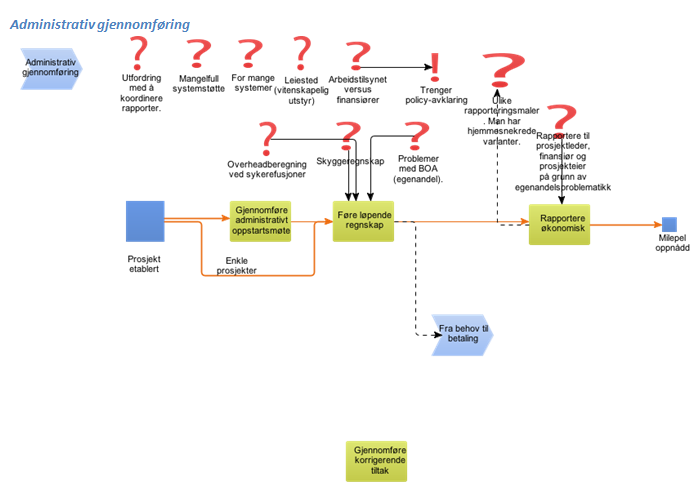 Administrativ gjennomføring
Administrativ
gjennomføring
?
Utfordring
med å
koordinere
rapporter.
?
Mangelfull
systemstøtte
?
For mange
systemer
?
Leiested
(vitenskapelig
utstyr)
?
Arbeidstilsynet
versus
finansiører
!
Trenger
policy-avklaring
?
Ulike
rapporteringsmaler
. Man har
hjemmesnekrede
varianter.
?
Overheadberegning
ved sykerefusjoner
?
Skyggeregnskap
?
Problemer
med BOA
(egenandel).
?
Rapportere til
prosjektleder,
finansiør og
prosjekteier
på grunn av
egenandelsproblematikk
Prosjekt
etablert
Gjennomføre
administrativt
oppstartsmøte
Enkle
prosjekter
Føre løpende
regnskap
Rapportere
økonomisk
Milepel
oppnådd
Fra behov til
betaling
Gjennomføre
korrigerende
tiltak